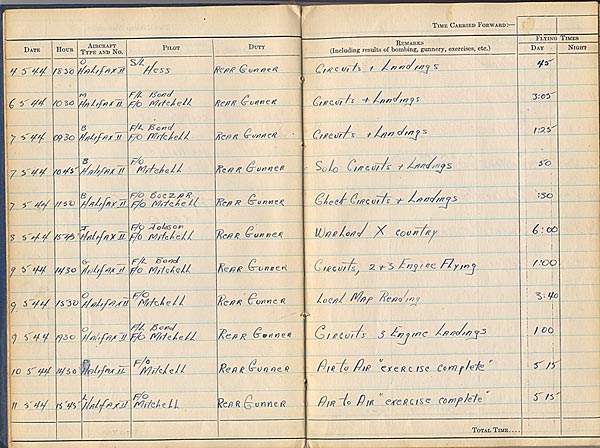 TIME CARRIED FORWARD:—
DATE HOUR AIRCRAFT TYPE AND NO. PILOT DUTY REMARKS (Including results of bombing, gunnery, exercises, etc.) FLYING TIMES DAY NIGHT
4 5 44 1830 O Halifax II S/L Hess Rear Gunner Circuits + Landings 45
6 5 44 1030 M Halifax II F/L Bond F/O Mitchell Rear Gunner Circuits + Landings 3:05
7 5 44 0930 B Halifax II F/L Bond F/O Mitchell Rear Gunner Circuits + Landings 1:25
7 5 44 1045 B Halifax II F/O Mitchell Rear Gunner Solo Circuits + Landings 50
7 5 44 1150 B Halifax II F/O Boczar F/O Mitchell Rear Gunner Check Circuits + Landings :30
8 5 44 1545 J Halifax II F/O Jobson F/O Mitchell Rear Gunner Warload X country 6:00
9 5 44 1430 G Halifax II F/L Bond F/O Mitchell Rear Gunner Circuits, 2+3 Engine Flying 1:00
9 5 44 1530 Halifax II F/O Mitchell Rear Gunner Local Map Reading 3:40
9 5 44 1930 O Halifax II F/L Bond F/O Mitchell Rear Gunner Circuits 3 Engine Landings 1 00
10 5 44 1430 Halifax II F/O Mitchell Rear Gunner Air to Air "exercise complete" 5 15
11 5 44 1545 L Halifax II F/O Mitchell Rear Gunner Air to Air "exercise complete" 5 15
TOTAL TIME....